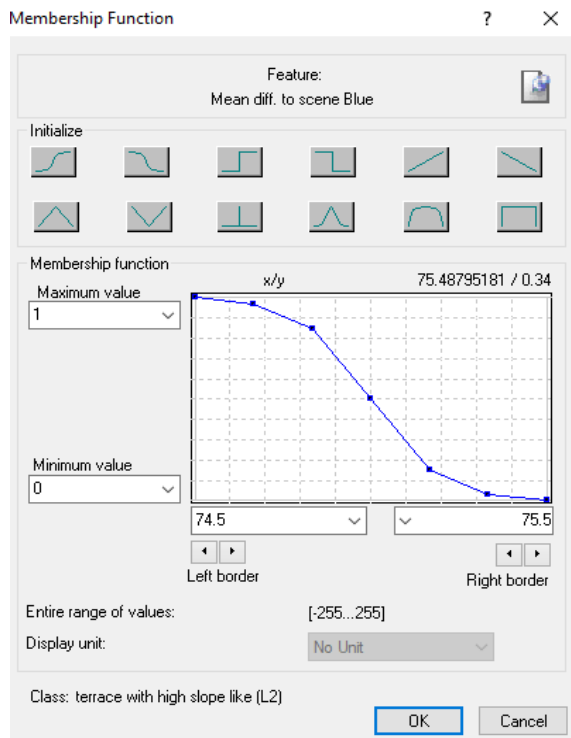 Membership Function ? ×
Feature:
Mean diff. to scene Blue
Initialize
Membership function
x/y 75.48795181 / 0.34
Maximum value
1
Minimum value
0
74.5 75.5
Left border Right border
Entire range of values: [-255...255]
Display unit: No Unit
Class: terrace with high slope like (L2)
OK Cancel